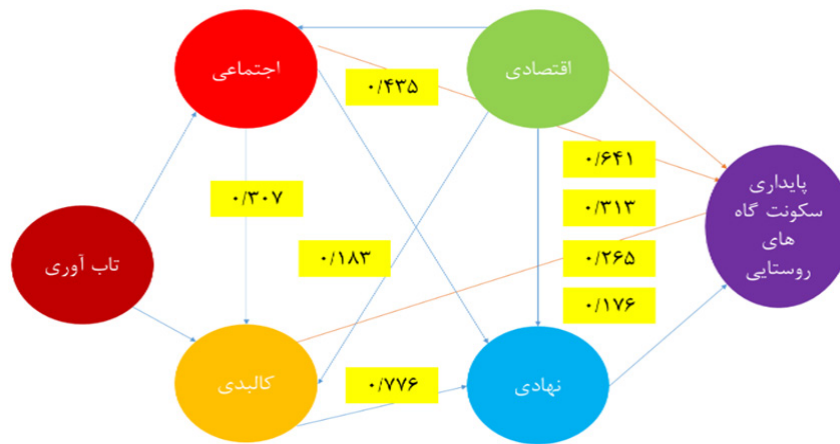 اقتصادی
اجتماعی
۰/۴۳۵
۰/۶۴۱
۰/۳۰۷
۰/۳۱۳
پایداری
سکونت گاه
های
روستایی
۰/۱۸۳
۰/۲۶۵
تاب آوری
۰/۱۷۶
نهادی
۰/۷۷۶
کالبدی